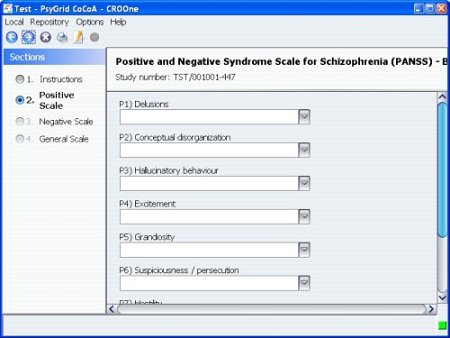 Test - PsyGrid CoCoA - CROOne
Local Repository Options Help
Sections
1. Instructions
2. Positive Scale
3. Negative Scale
4. General Scale
Positive and Negative Syndrome Scale for Schizophrenia (PANSS) - B
Study number: TST/001001-447
P1) Delusions
P2) Conceptual disorganization
P3) Hallucinatory behaviour
P4) Excitement
P5) Grandiosity
P6) Suspiciousness / persecution
P7) Hostility